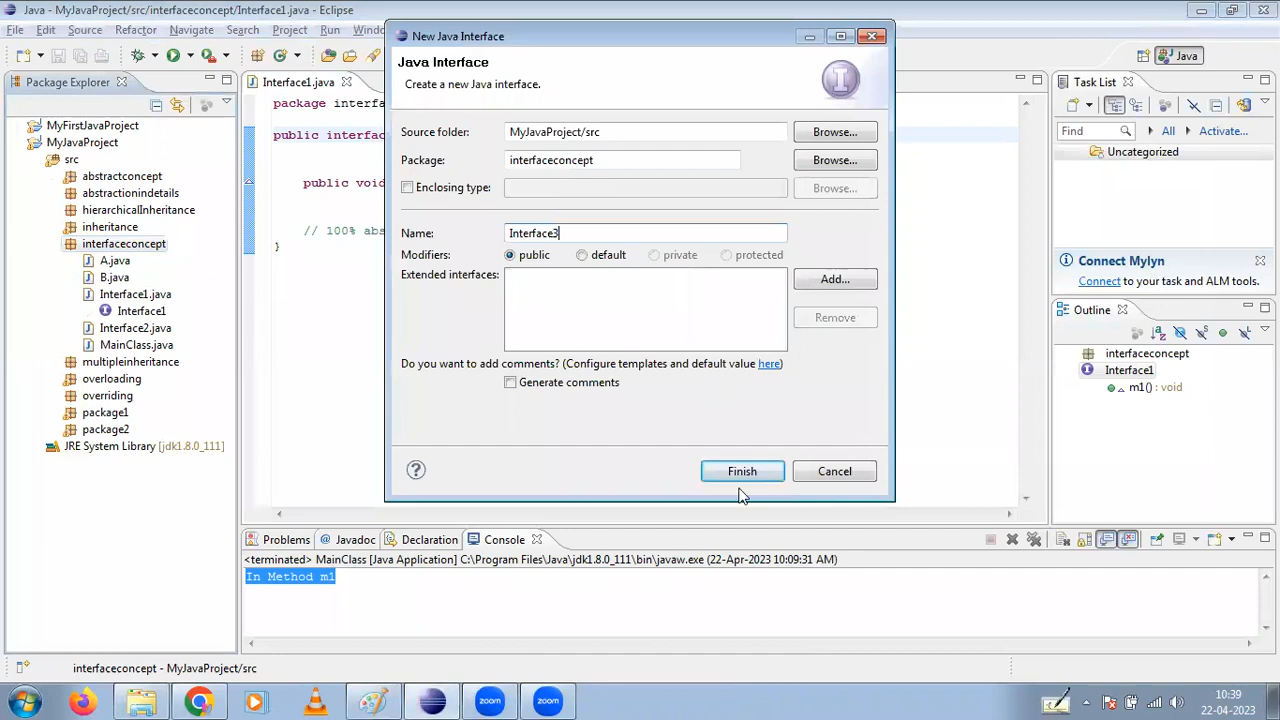 Java - MyJavaProject/src/interfaceconcept/Interface1.java - Eclipse
File Edit Source Refactor Navigate Search Project Run
New Java Interface
Java Interface
Create a new Java interface.
Java
Package Explorer
Interface1.java
Task List
package interfa
public interfac
public void
// 100% abs
}
MyFirstJavaProject
MyJavaProject
src
abstractconcept
abstractiondetails
hierarchicalInheritance
inheritance
interfaceconcept
A.java
B.java
Interface1.java
Interface1
Interface2.java
MainClass.java
multipleinheritance
overloading
overriding
package1
package2
JRE System Library [jdk1.8.0_111]
Source folder: MyJavaProject/src Browse...
Package: interfaceconcept Browse...
Enclosing type: Browse...
Name: Interface3
Modifiers: public default private protected
Extended interfaces: Add...
Remove
Do you want to add comments? (Configure templates and default value here)
Generate comments
Finish Cancel
Find All Activate...
Uncategorized
Connect Mylyn
Connect to your task and ALM tools.
Outline
interfaceconcept
Interface1
m1() : void
Problems Javadoc Declaration Console
<terminated> MainClass [Java Application] C:\Program Files\Java\jdk1.8.0_111\bin\javaw.exe (22-Apr-2023 10:09:31 AM)
In Method m1
interfaceconcept - MyJavaProject/src
zoom zoom
10:39
22-04-2023